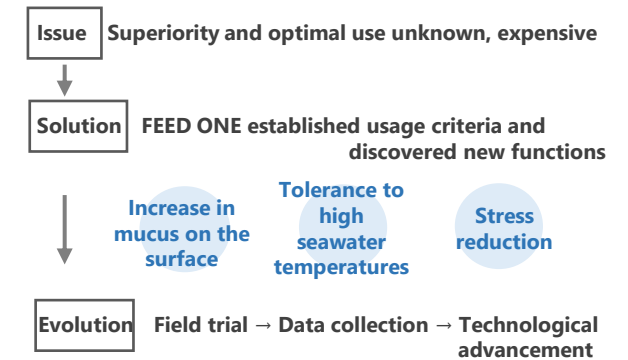 Issue Superiority and optimal use unknown, expensive
Solution FEED ONE established usage criteria and
discovered new functions
Increase in
mucus on the
surface
Tolerance to
high
seawater
temperatures
Stress
reduction
Evolution Field trial → Data collection → Technological
advancement